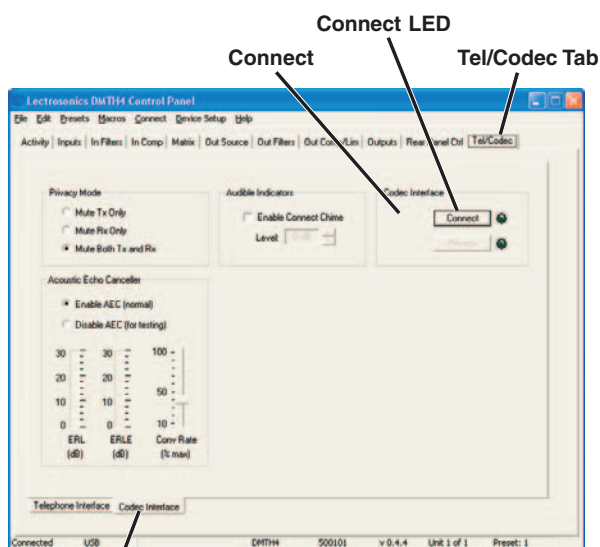 Connect LED
Connect
Tel/Codec Tab
Lectrosonics DMTH4 Control Panel
File Edit Presets Macros Connect Device Setup Help
Activity Inputs In Filters In Comp Matrix Out Source Out Filters Out Comp/Lim Outputs Rear Panel Ctrl Tel/Codec
Privacy Mode
Mute Tx Only
Mute Rx Only
Mute Both Tx and Rx
Audible Indicators
Enable Connect Chime
Level:
Codec Interface
Connect
Privacy
Acoustic Echo Canceller
Enable AEC (normal)
Disable AEC (for testing)
30 30 100
20 20
50
10 10
0 0 10
ERL ERLE Conv Rate
(dB) (dB) (% max)
Telephone Interface Codec Interface
Connected USB DMTH4 500101 v 0.4.4 Unit 1 of 1 Preset: 1